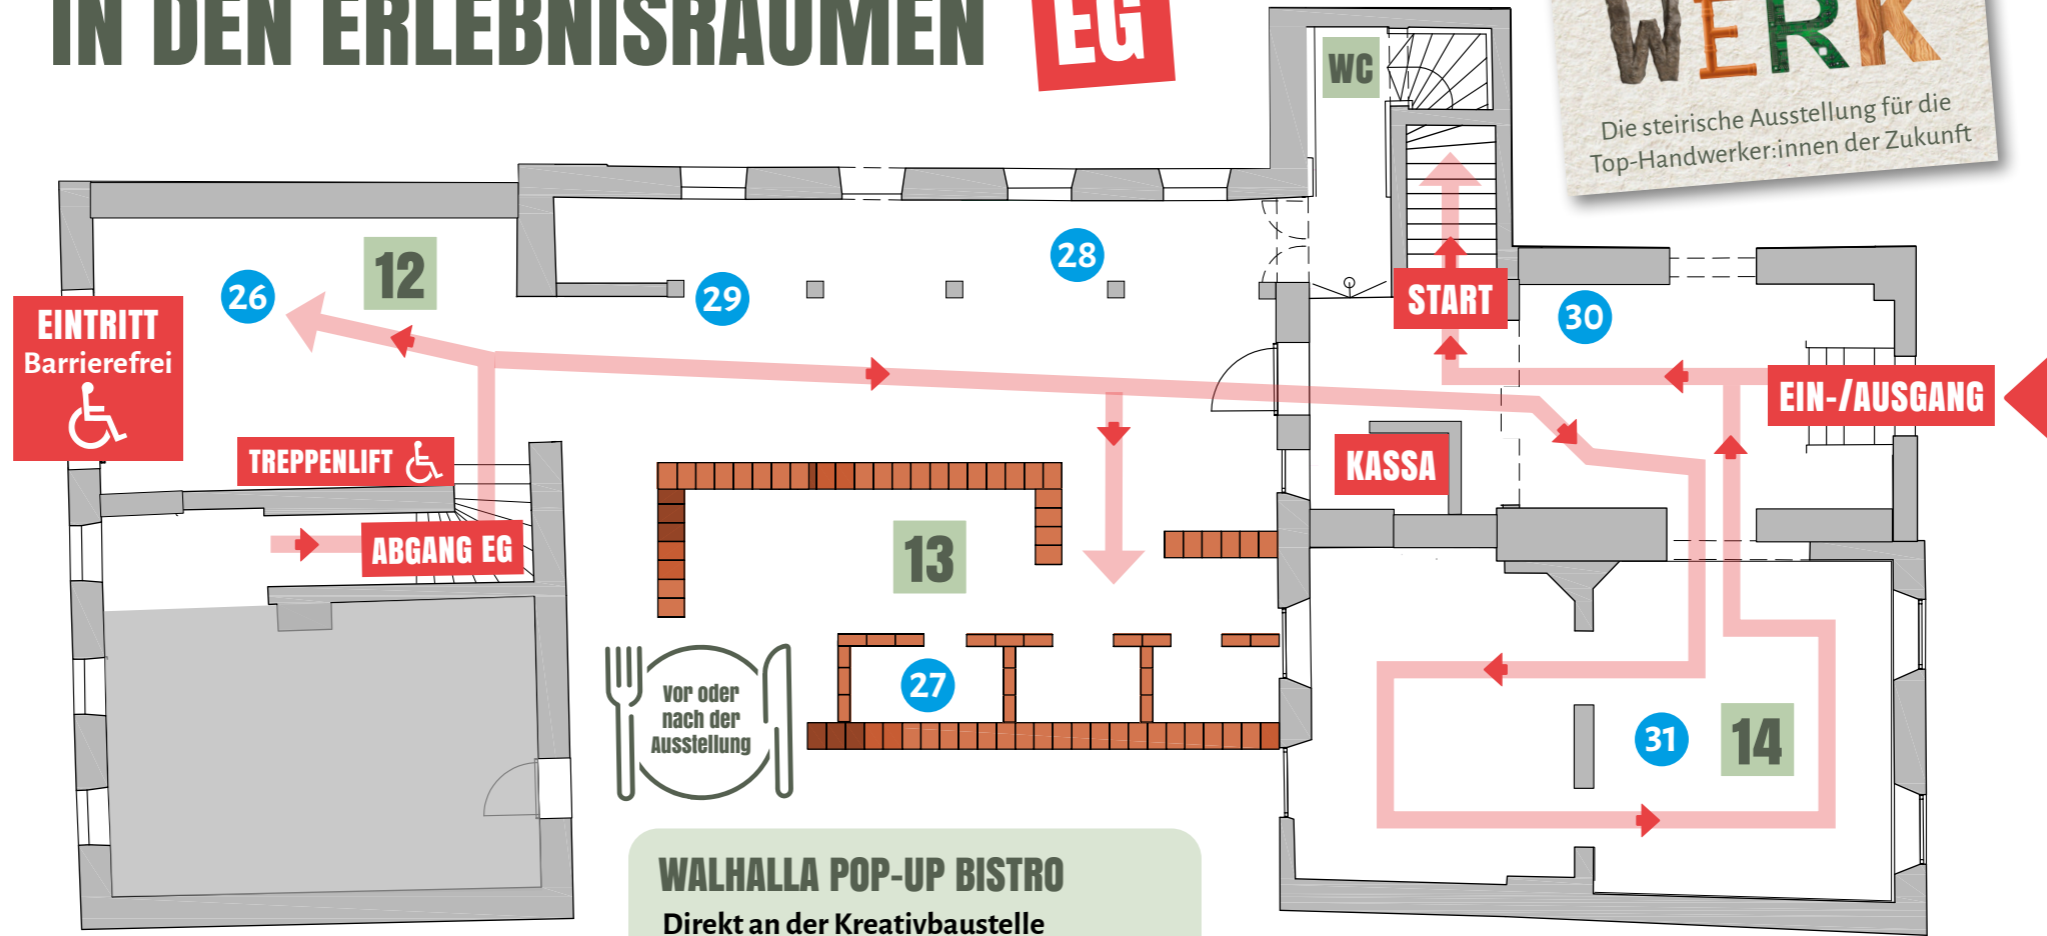 IN DEN ERLEBNISRÄUMEN
EG
WERK
Die steirische Ausstellung für die
Top-Handwerker:innen der Zukunft
WC
12
26
28
29
START
30
EINTRITT
Barrierefrei
EIN-/AUSGANG
TREPPENLIFT
KASSA
ABGANG EG
13
27
Vor oder
nach der
Ausstellung
31
14
WALHALLA POP-UP BISTRO
Direkt an der Kreativbaustelle